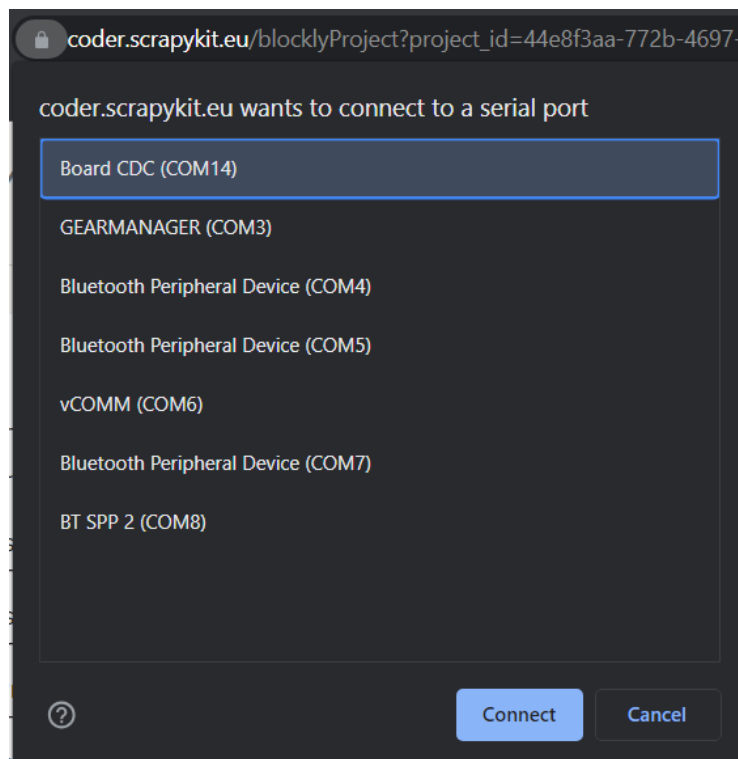 coder.scrapykit.eu/blocklyProject?project_id=44e8f3aa-772b-4697-
coder.scrapykit.eu wants to connect to a serial port
Board CDC (COM14)
GEARMANAGER (COM3)
Bluetooth Peripheral Device (COM4)
Bluetooth Peripheral Device (COM5)
vCOMM (COM6)
Bluetooth Peripheral Device (COM7)
BT SPP 2 (COM8)
Connect Cancel